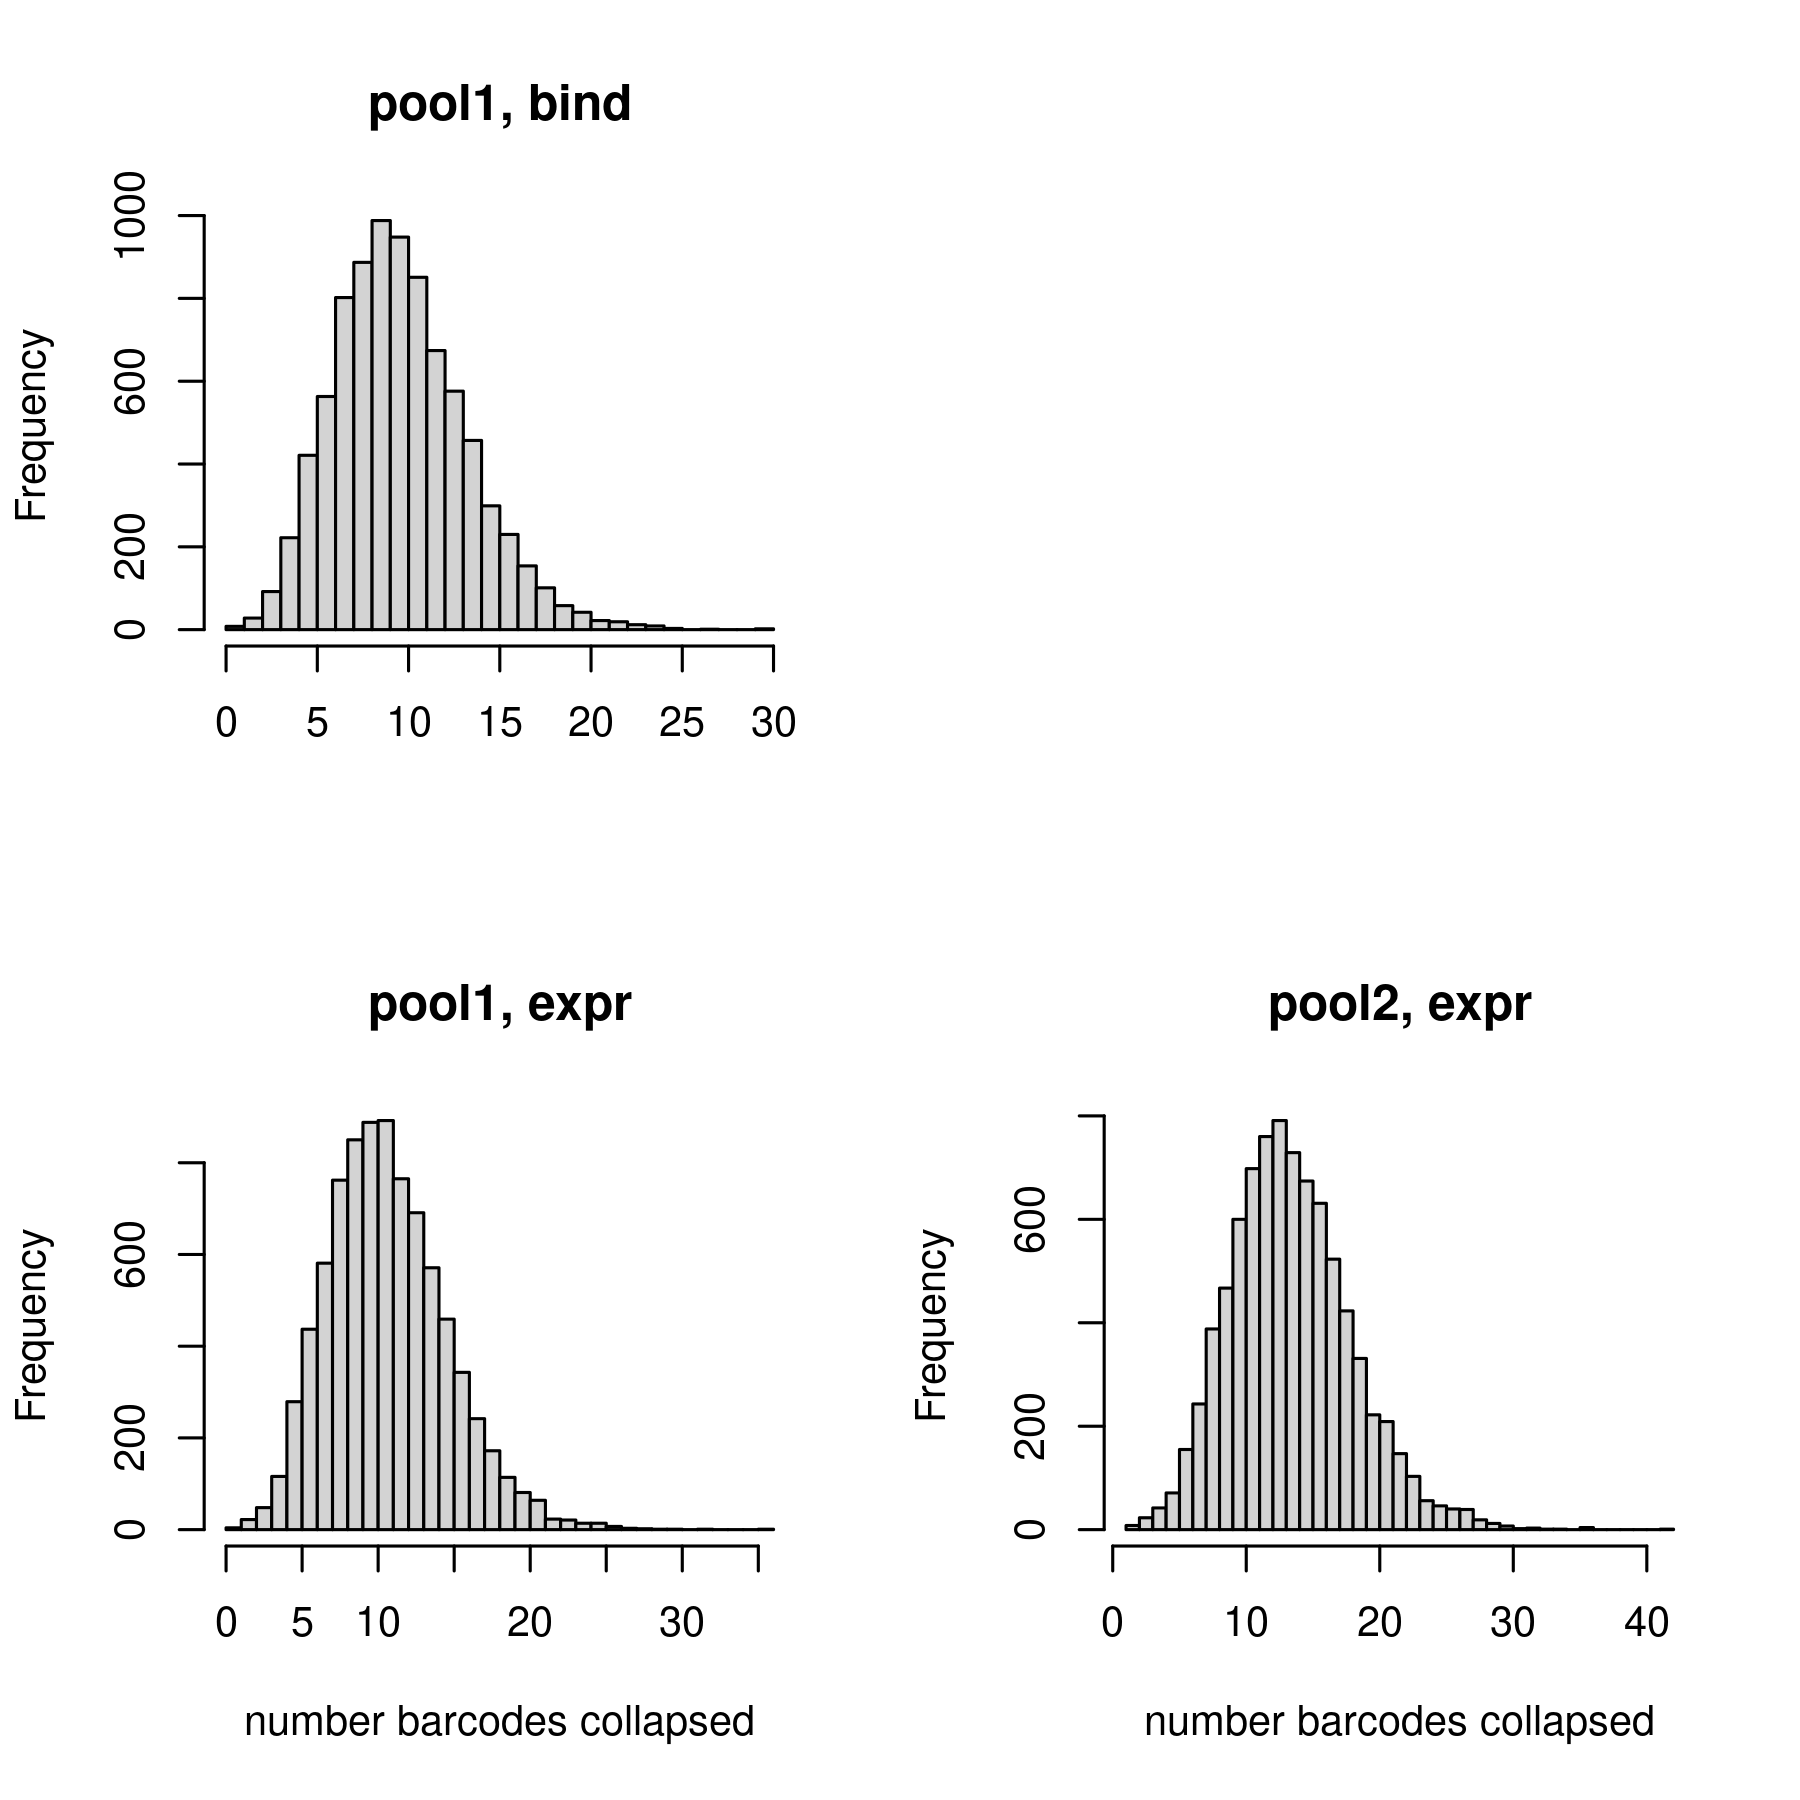 pool1, bind
Frequency
0 200 600 1000
0 5 10 15 20 25 30
pool1, expr
Frequency
0 200 600
0 5 10 20 30
number barcodes collapsed
pool2, expr
Frequency
0 200 600
0 10 20 30 40
number barcodes collapsed